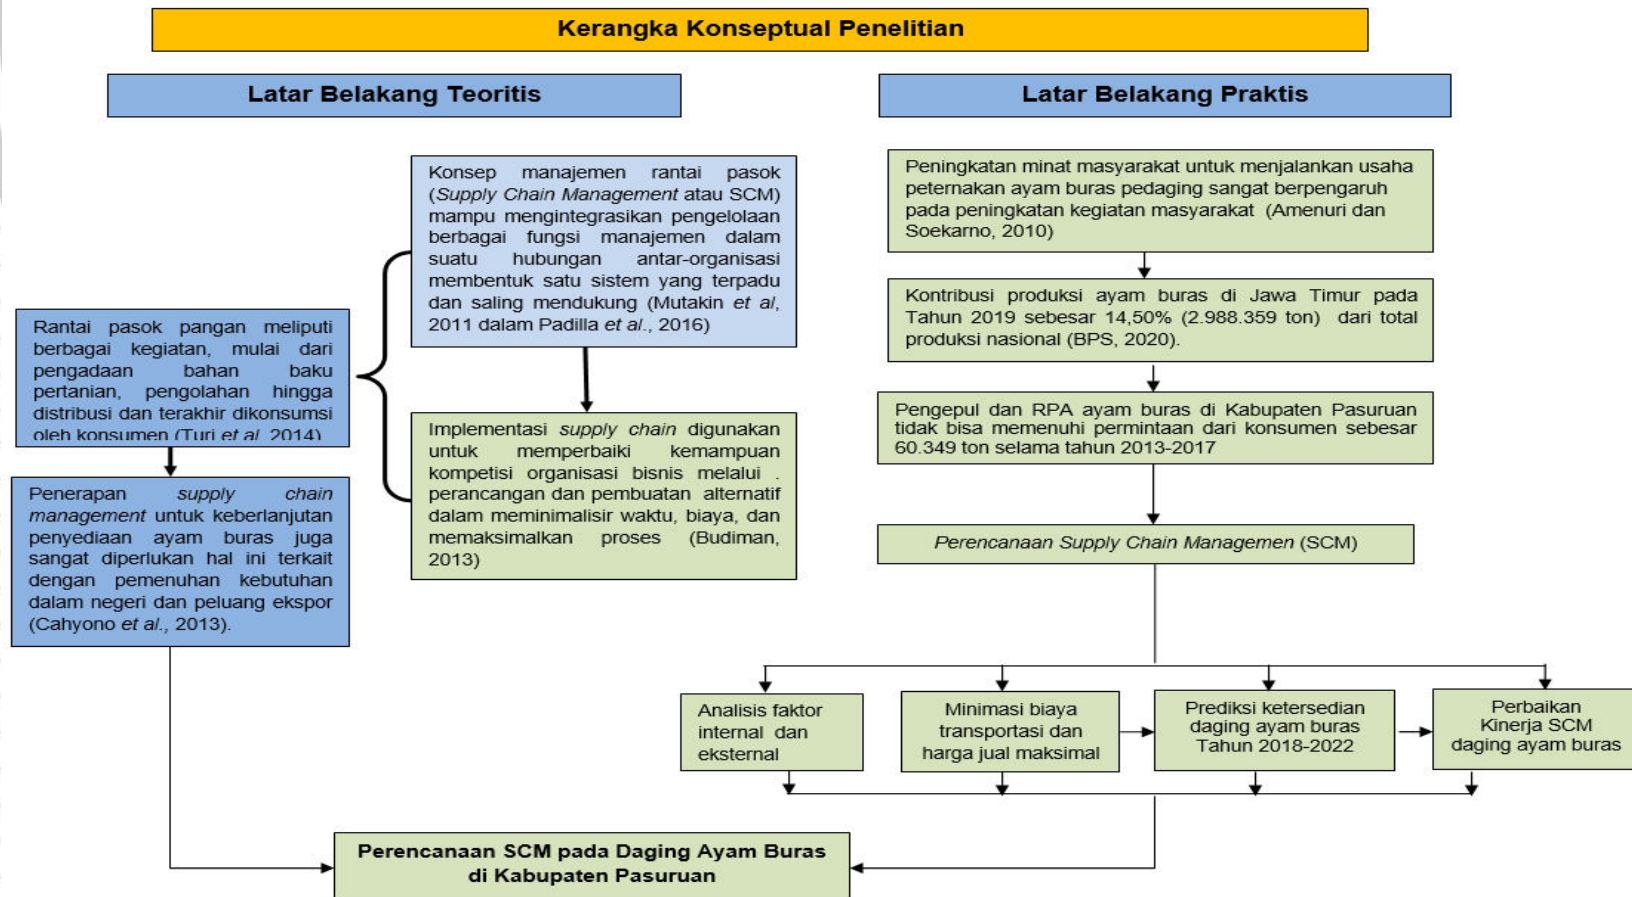 Kerangka Konseptual Penelitian
Latar Belakang Teoritis
Konsep manajemen rantai pasok
(Supply Chain Management atau SCM)
mampu mengintegrasikan pengelolaan
berbagai fungsi manajemen dalam
suatu hubungan antar-organisasi
membentuk satu sistem yang terpadu
dan saling mendukung (Mutakin et al,
2011 dalam Padilla et al., 2016)
Rantai pasok pangan meliputi
berbagai kegiatan, mulai dari
pengadaan bahan baku
pertanian, pengolahan hingga
distribusi dan terakhir dikonsumsi
oleh konsumen (Turi et al 2014)
Implementasi supply chain digunakan
untuk memperbaiki kemampuan
kompetisi organisasi bisnis melalui .
perancangan dan pembuatan alternatif
dalam meminimalisir waktu, biaya, dan
memaksimalkan proses (Budiman,
2013)
Penerapan supply chain
management untuk keberlanjutan
penyediaan ayam buras juga
sangat diperlukan hal ini terkait
dengan pemenuhan kebutuhan
dalam negeri dan peluang ekspor
(Cahyono et al., 2013).
Latar Belakang Praktis
Peningkatan minat masyarakat untuk menjalankan usaha
peternakan ayam buras pedaging sangat berpengaruh
pada peningkatan kegiatan masyarakat (Amenuri dan
Soekarno, 2010)
Kontribusi produksi ayam buras di Jawa Timur pada
Tahun 2019 sebesar 14,50% (2.988.359 ton) dari total
produksi nasional (BPS, 2020).
Pengepul dan RPA ayam buras di Kabupaten Pasuruan
tidak bisa memenuhi permintaan dari konsumen sebesar
60.349 ton selama tahun 2013-2017
Perencanaan Supply Chain Managemen (SCM)
Analisis faktor
internal dan
eksternal
Minimasi biaya
transportasi dan
harga jual maksimal
Prediksi ketersedian
daging ayam buras
Tahun 2018-2022
Perbaikan
Kinerja SCM
daging ayam buras
Perencanaan SCM pada Daging Ayam Buras
di Kabupaten Pasuruan